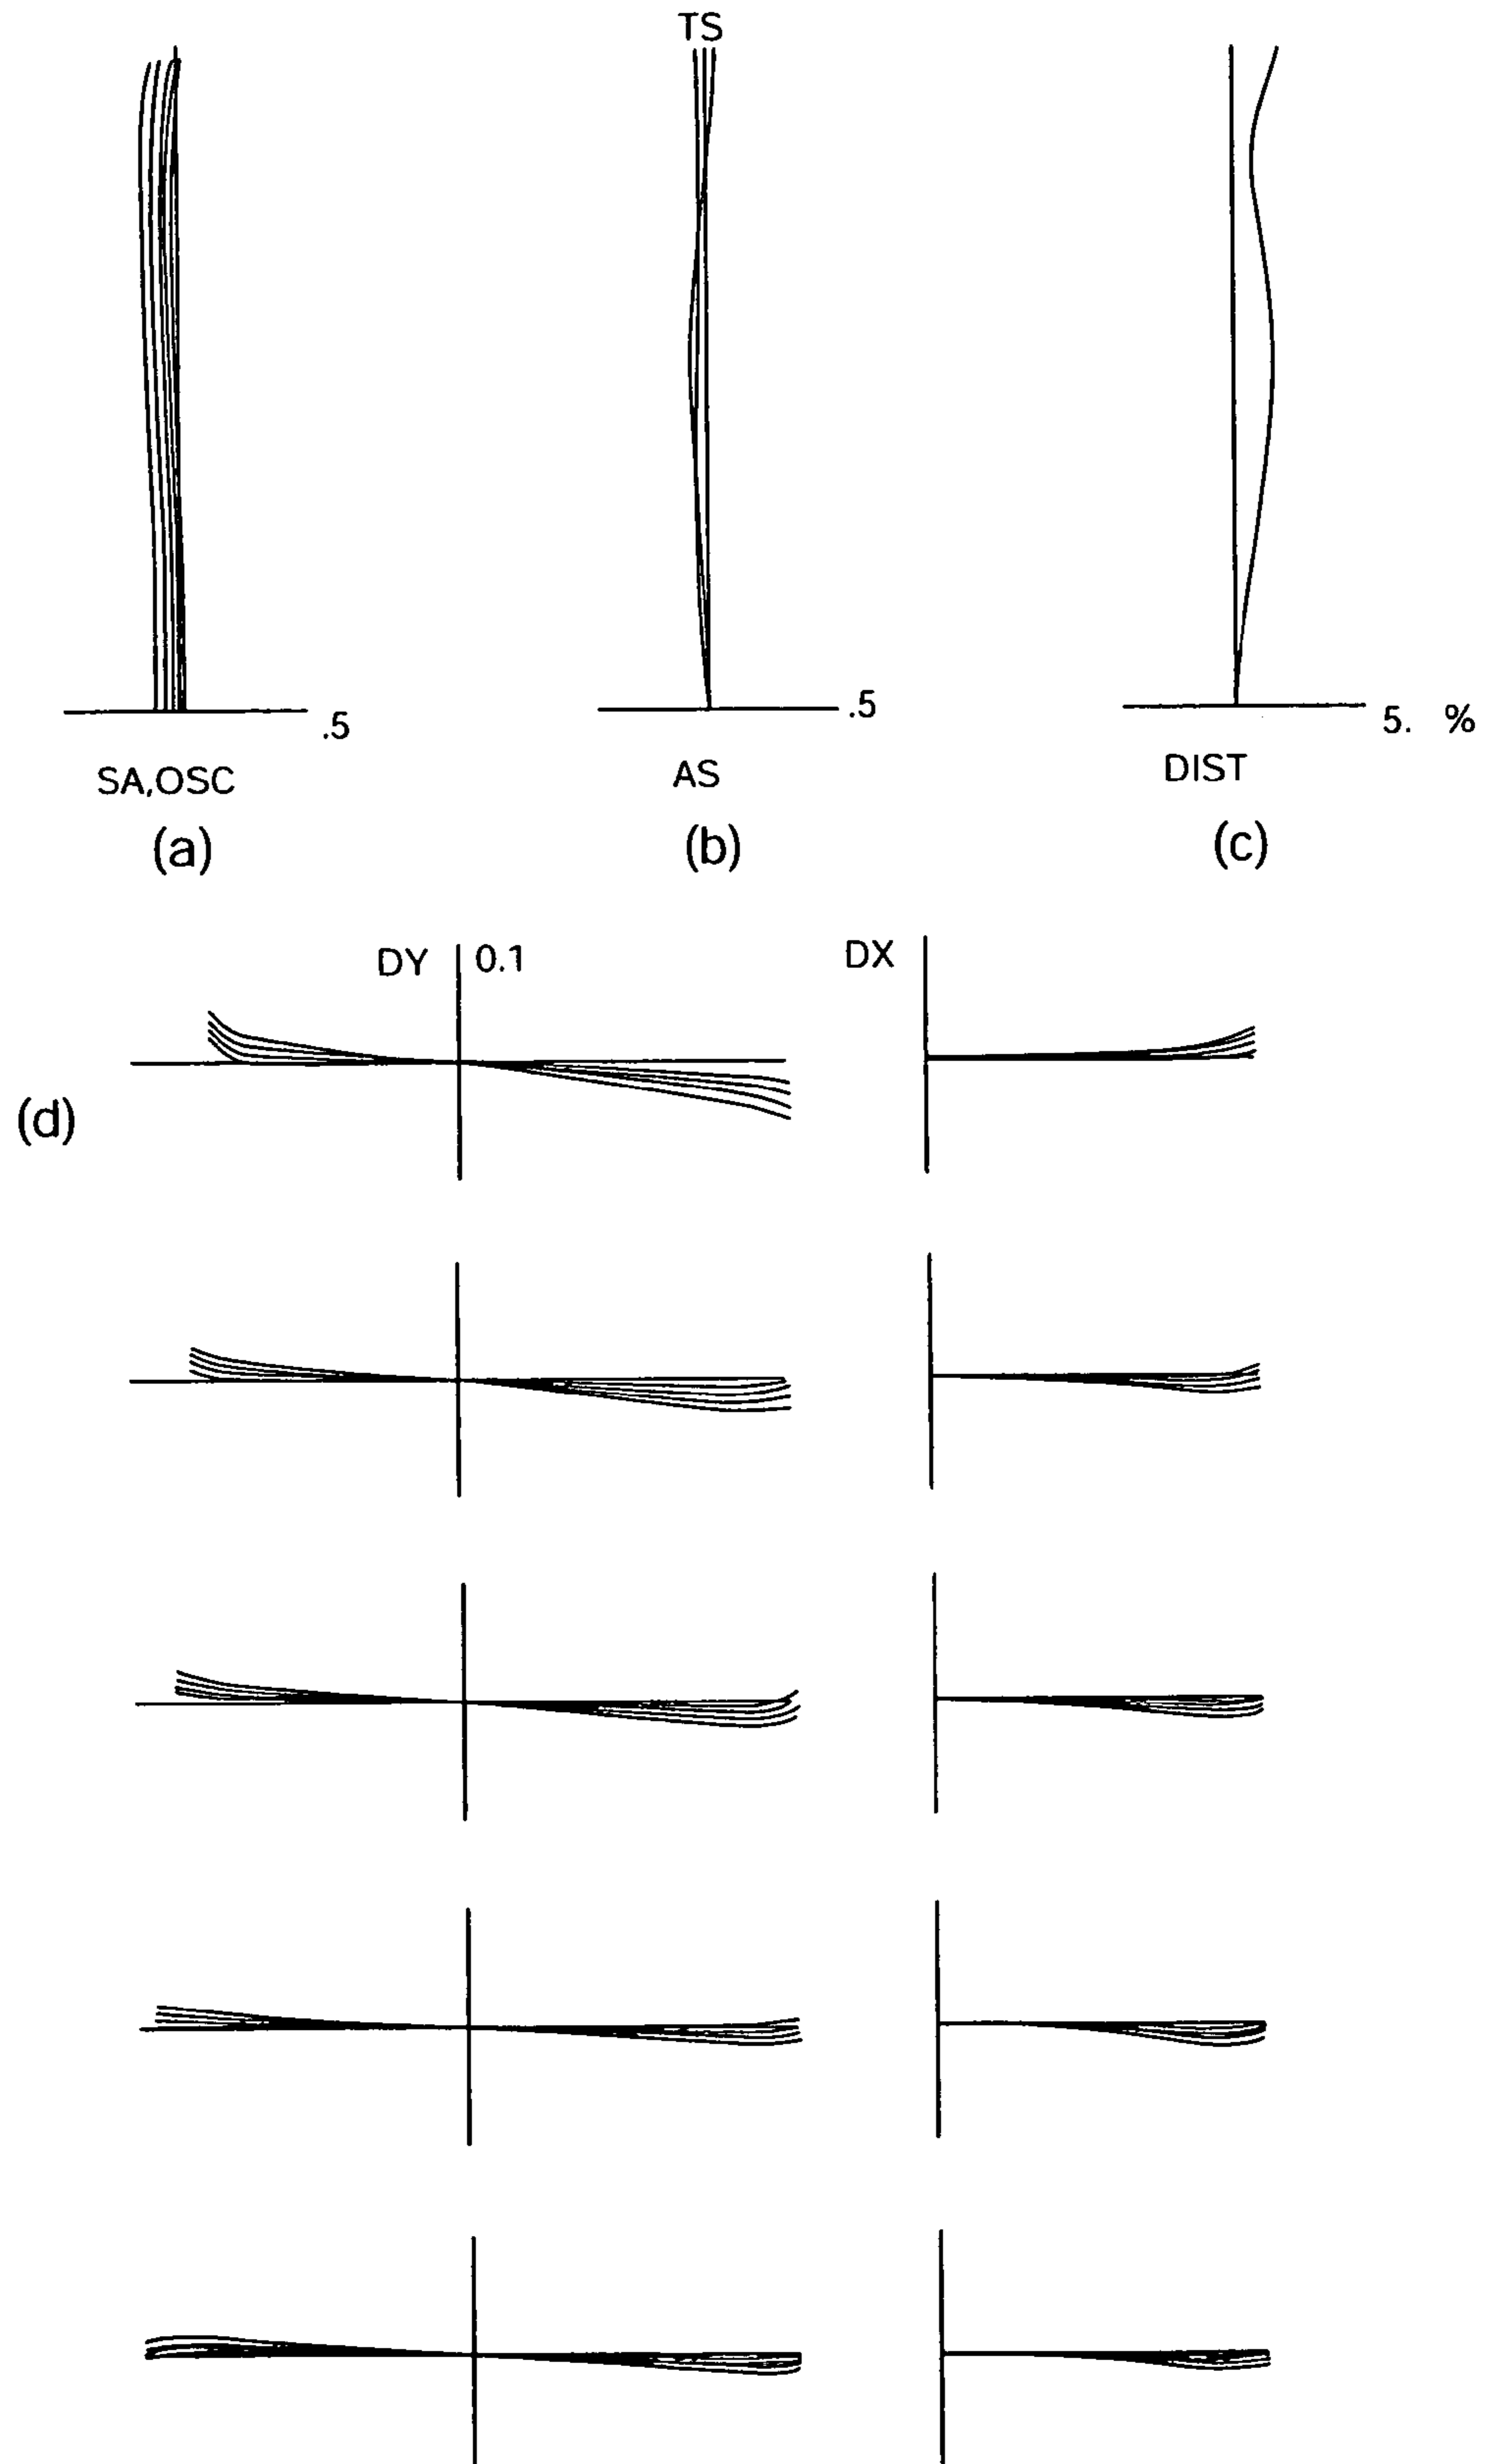 TS
.5
.5
5. %
SA,OSC
AS
DIST
(a)
(b)
(c)
DY
0.1
DX
(d)